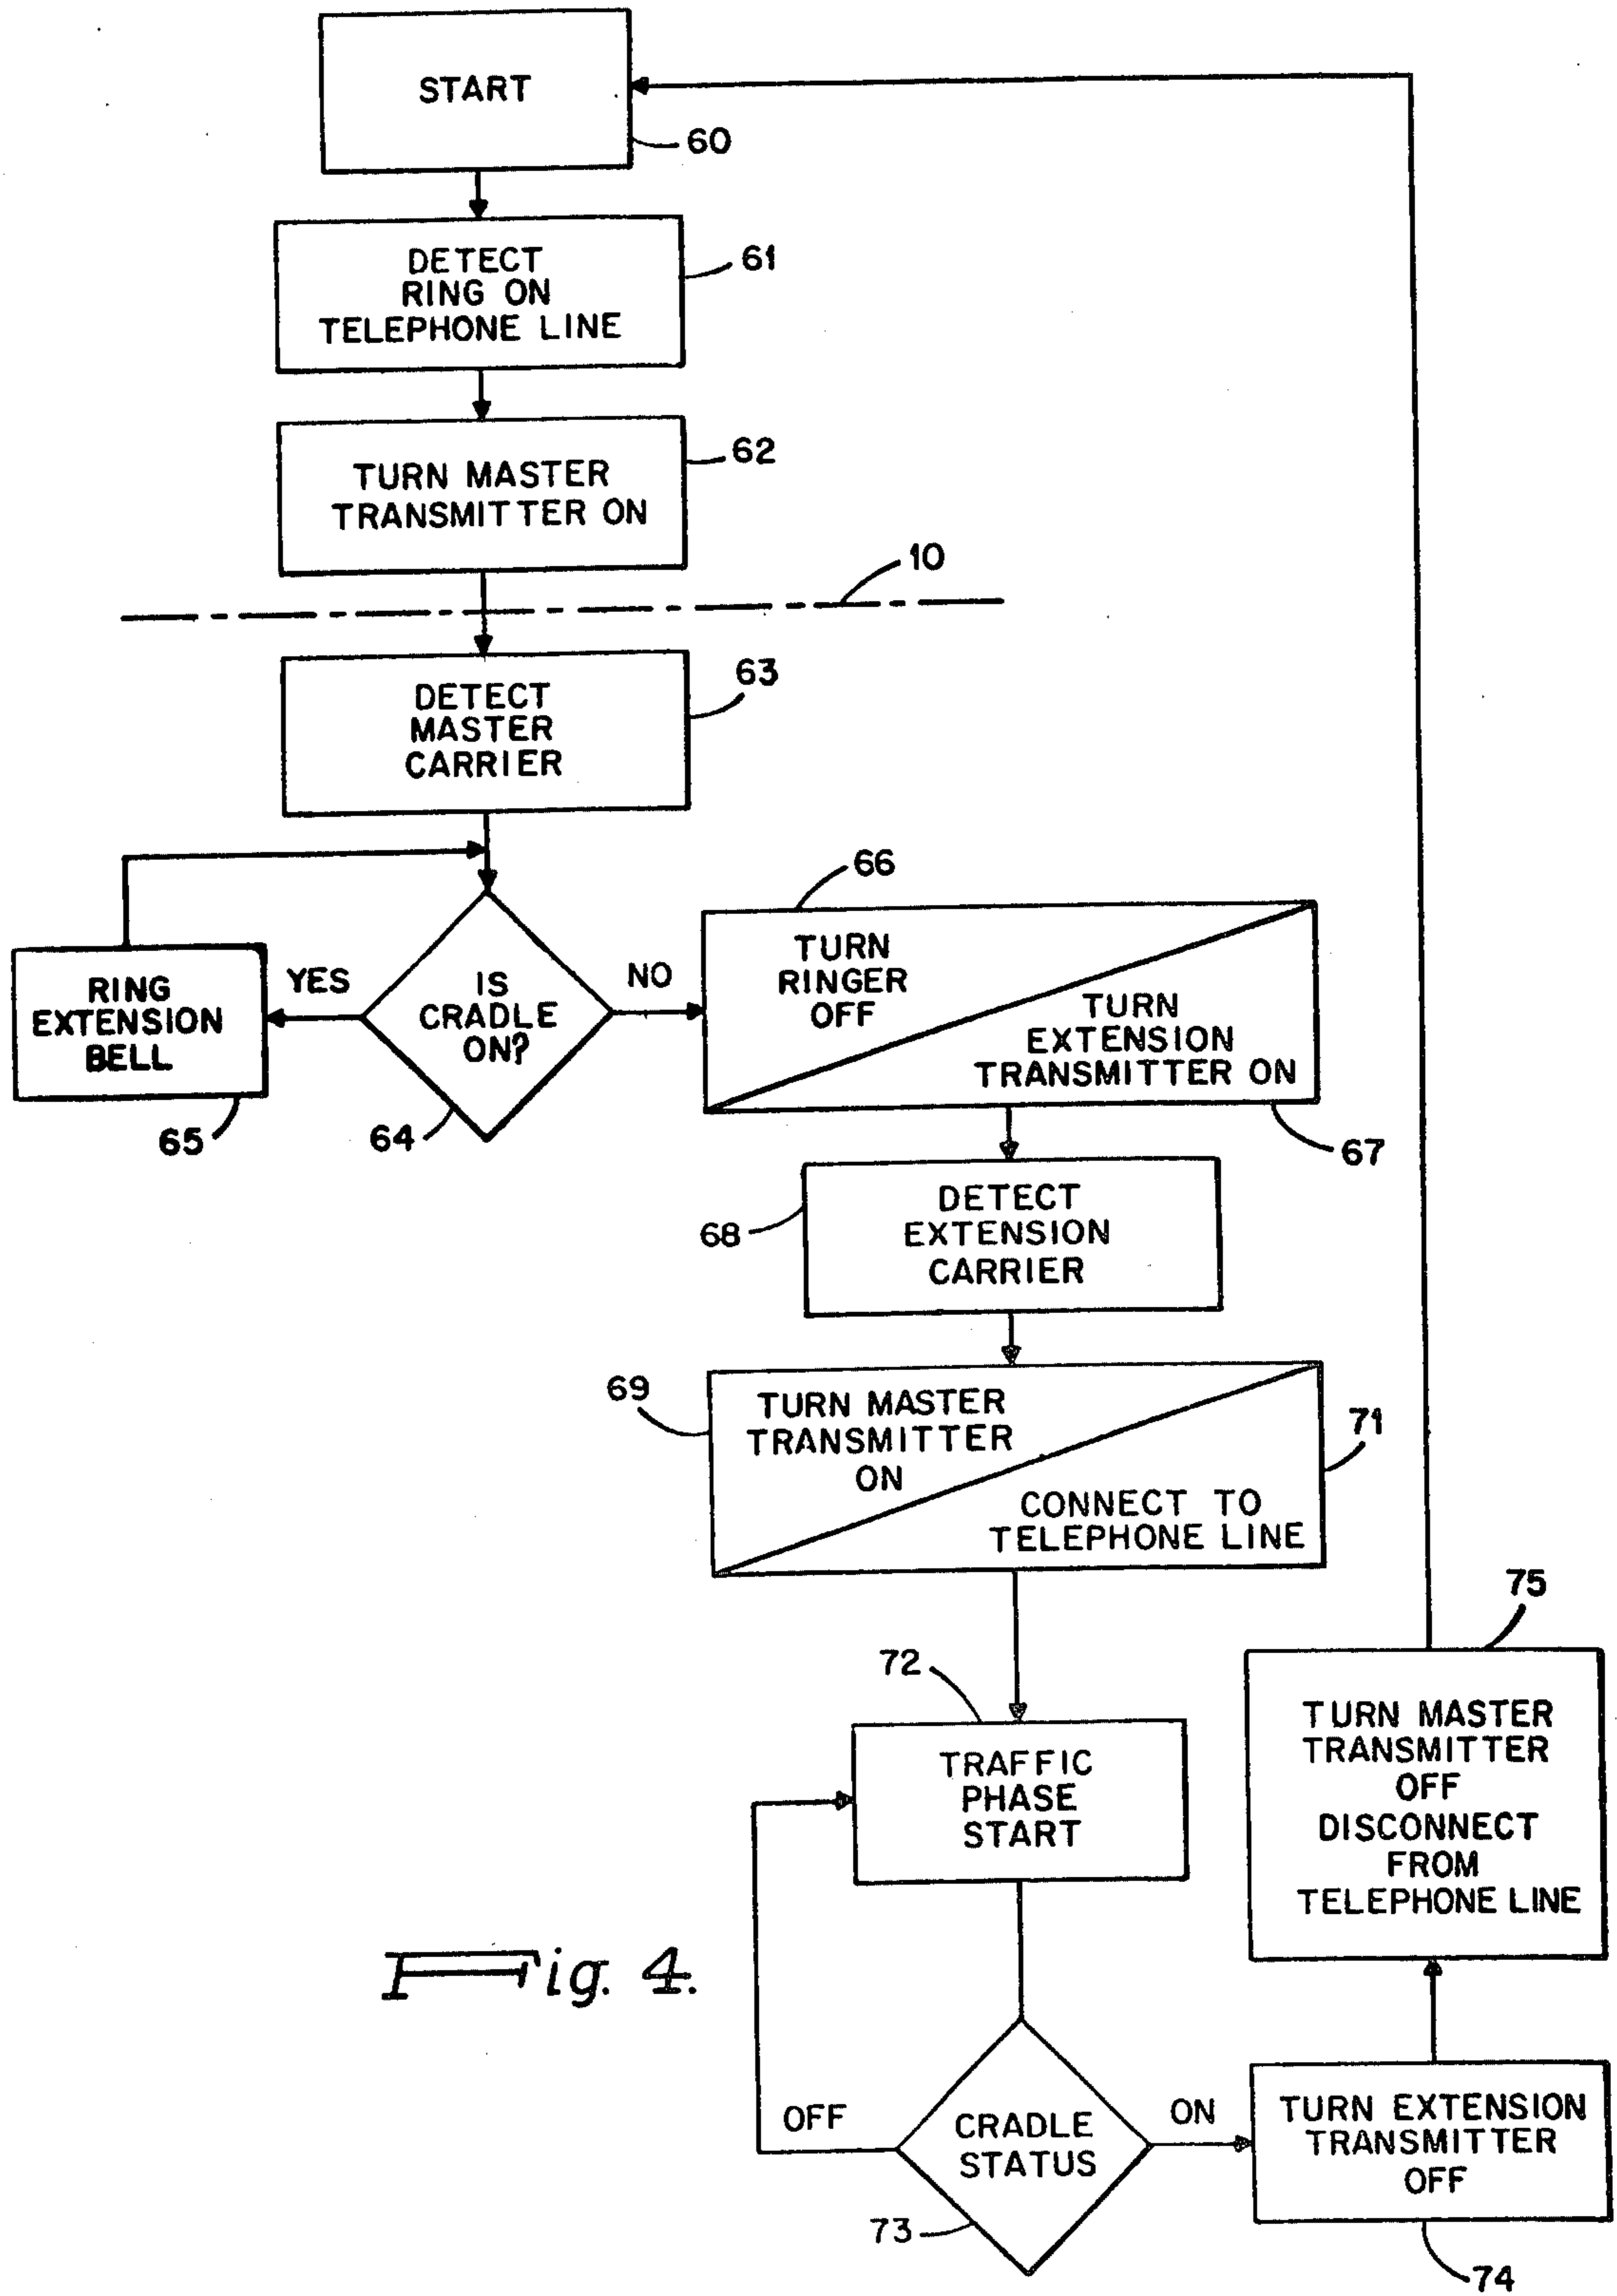 START
60
DETECT
RING ON
TELEPHONE LINE
61
TURN MASTER
TRANSMITTER ON
62
10
DETECT
MASTER
CARRIER
63
IS
CRADLE
ON?
64
YES
RING
EXTENSION
BELL
65
NO
66
TURN
RINGER
OFF
TURN
EXTENSION
TRANSMITTER ON
67
DETECT
EXTENSION
CARRIER
68
69
TURN MASTER
TRANSMITTER
ON
CONNECT TO
TELEPHONE LINE
71
72
TRAFFIC
PHASE
START
CRADLE
STATUS
73
OFF
ON
TURN EXTENSION
TRANSMITTER
OFF
74
75
TURN MASTER
TRANSMITTER
OFF
DISCONNECT
FROM
TELEPHONE LINE
Fig. 4.